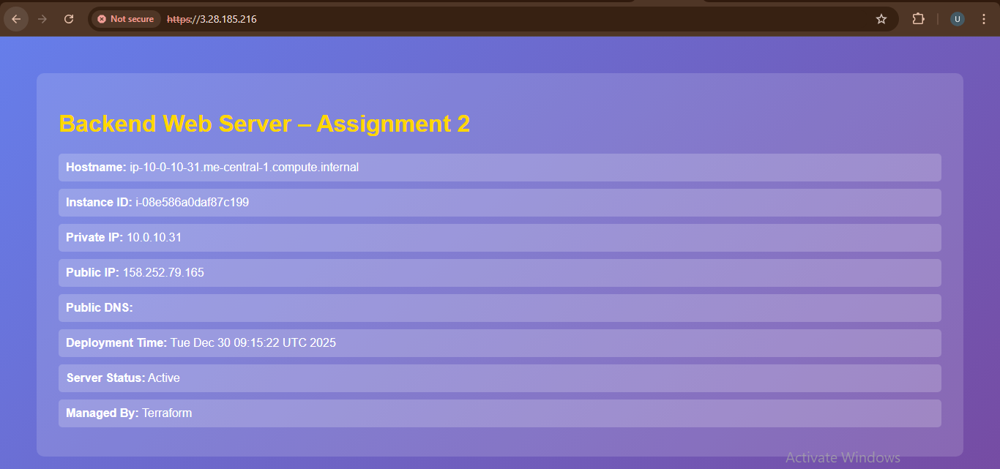 Not secure https://3.28.185.216
U
Backend Web Server – Assignment 2
Hostname: ip-10-0-10-31.me-central-1.compute.internal
Instance ID: i-08e586a0daf87c199
Private IP: 10.0.10.31
Public IP: 158.252.79.165
Public DNS:
Deployment Time: Tue Dec 30 09:15:22 UTC 2025
Server Status: Active
Managed By: Terraform
Activate Windows